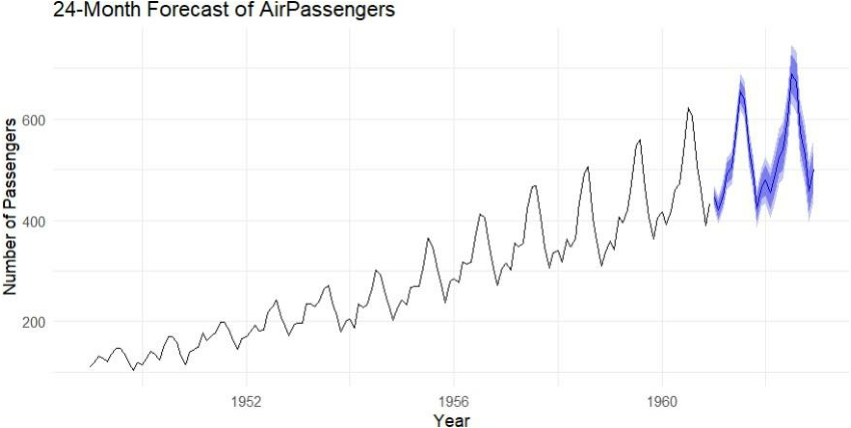 24-Month Forecast of AirPassengers
Number of Passengers
600
400
200
1952
1956
1960
Year